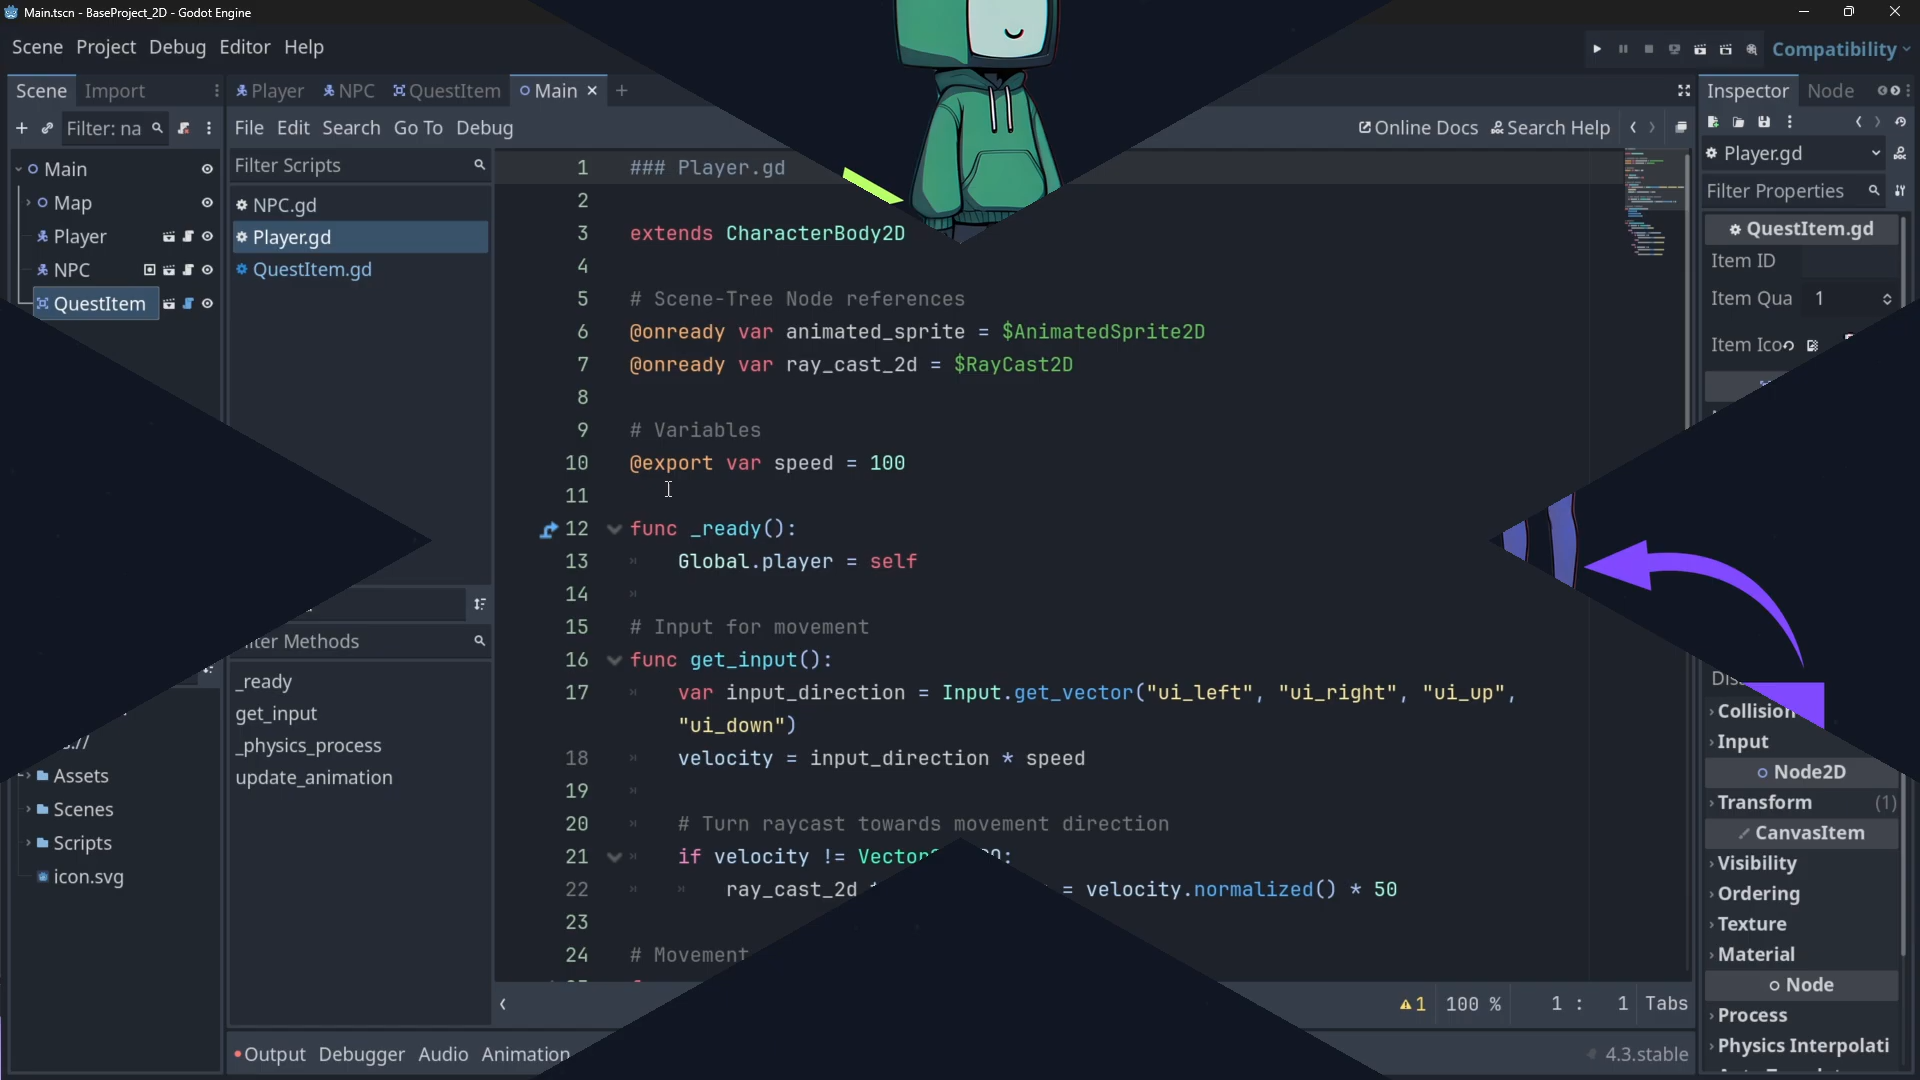 Main.tscn - BaseProject_2D - Godot Engine
Scene Project Debug Editor Help
Compatibility
Scene Import
Player NPC QuestItem Main +
Inspector Node
Filter: na
File Edit Search Go To Debug
Online Docs Search Help
Main
Map
Player
NPC
QuestItem
Filter Scripts
NPC.gd
Player.gd
QuestItem.gd
1 ### Player.gd
2
3 extends CharacterBody2D
4
5 # Scene-Tree Node references
6 @onready var animated_sprite = $AnimatedSprite2D
7 @onready var ray_cast_2d = $RayCast2D
8
9 # Variables
10 @export var speed = 100
11
12 func _ready():
13 Global.player = self
14
15 # Input for movement
16 func get_input():
17 var input_direction = Input.get_vector("ui_left", "ui_right", "ui_up",
"ui_down")
18 velocity = input_direction * speed
19
20 # Turn raycast towards movement direction
21 if velocity !=
22 ray_cast_2d = velocity.normalized() * 50
23
24 # Movement
Methods
_ready
get_input
_physics_process
update_animation
Assets
Scenes
Scripts
icon.svg
Player.gd
Filter Properties
QuestItem.gd
Item ID
Item Qua 1
Item Ico
Collision
Input
Node2D
Transform (1)
CanvasItem
Visibility
Ordering
Texture
Material
Node
Process
Physics Interpolati
1 100 % 1 : 1 Tabs
Output Debugger Audio Animation
4.3.stable